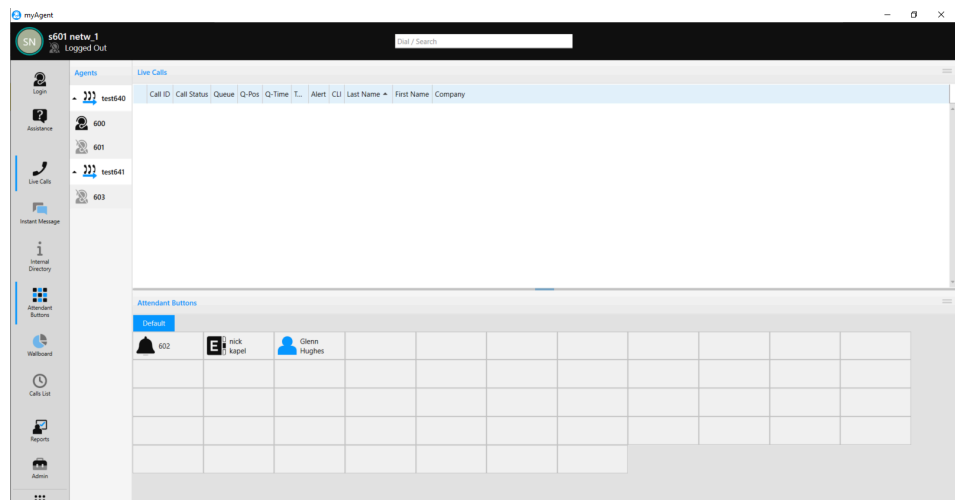 myAgent
SN
s601 netw_1
Logged Out
Dial / Search
Login
Assistance
Live Calls
Instant Message
Internal
Directory
Attendant
Buttons
Wallboard
Calls List
Reports
Admin
Agents
test640
600
601
test641
603
Live Calls
Call ID Call Status Queue Q-Pos Q-Time T... Alert CLI Last Name First Name Company
Attendant Buttons
Default
602
E nick
kapel
Glenn
Hughes